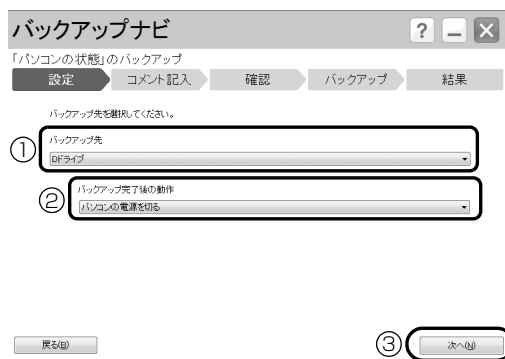 バックアップナビ
「パソコンの状態」のバックアップ
設定 コメント記入 確認 バックアップ 結果
バックアップ先を選択してください。
① バックアップ先
Dドライブ
② バックアップ完了後の動作
パソコンの電源を切る
戻る(B) ③ 次へ(N)